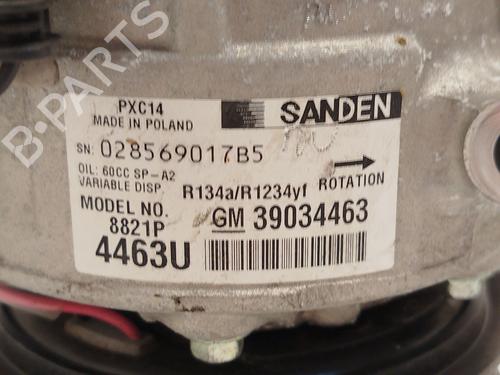 PXC14
MADE IN POLAND
SANDEN
SN: 028569017B5
OIL: 60CC SP-A2
VARIABLE DISP.
R134a/R1234yf ROTATION
MODEL NO.
8821P
GM 39034463
4463U
B-PARTS